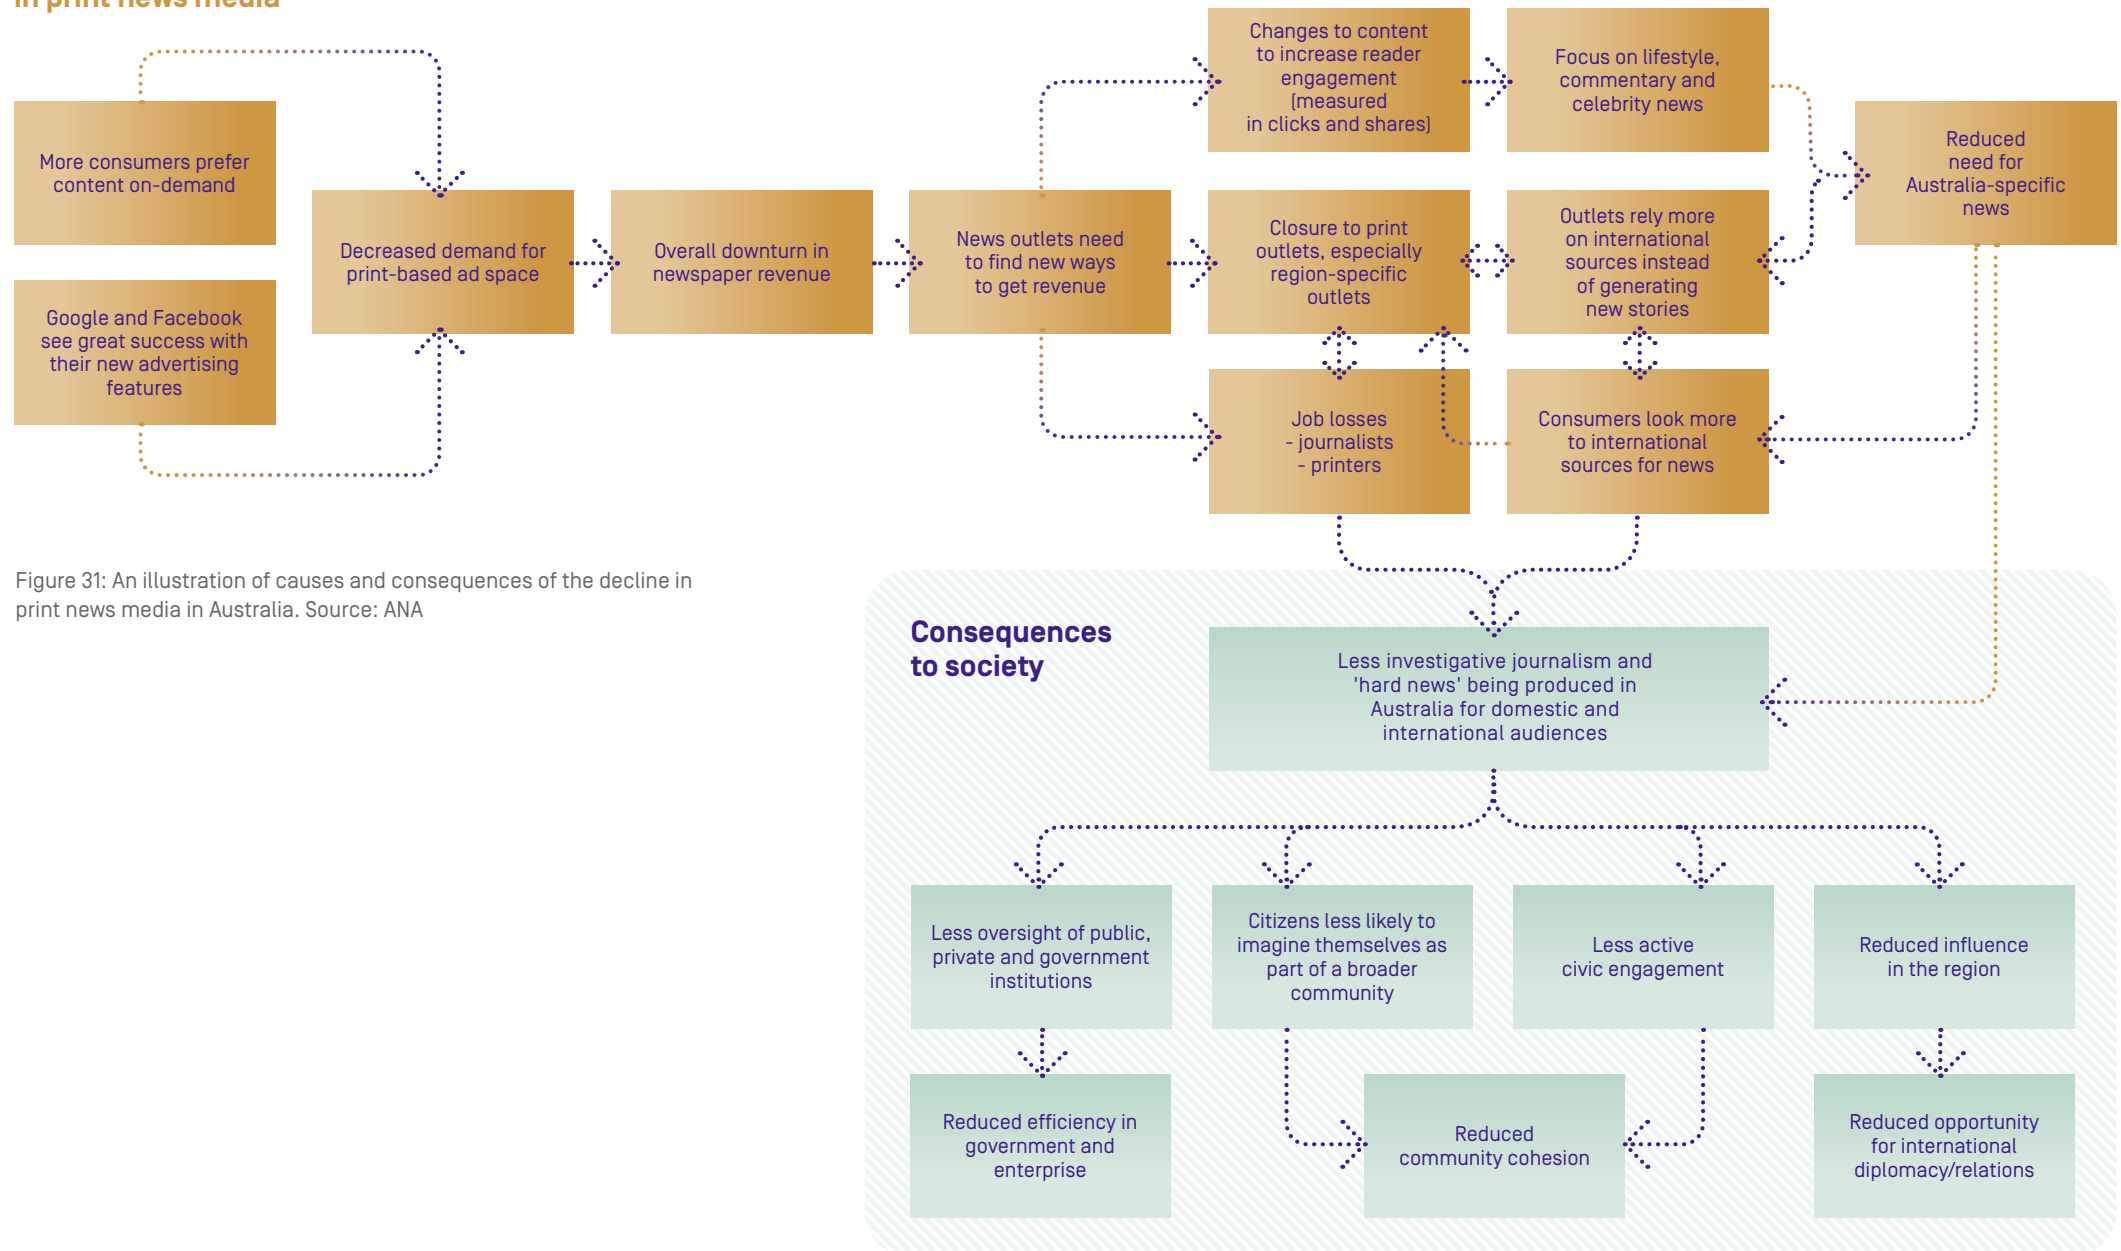 in print news media
More consumers prefer
content on-demand
Google and Facebook
see great success with
their new advertising
features
Decreased demand for
print-based ad space
Overall downturn in
newspaper revenue
News outlets need
to find new ways
to get revenue
Changes to content
to increase reader
engagement
(measured
in clicks and shares)
Focus on lifestyle,
commentary and
celebrity news
Reduced
need for
Australia-specific
news
Closure to print
outlets, especially
region-specific
outlets
Outlets rely more
on international
sources instead
of generating
new stories
Job losses
- journalists
- printers
Consumers look more
to international
sources for news
Figure 31: An illustration of causes and consequences of the decline in
print news media in Australia. Source: ANA
Consequences
to society
Less investigative journalism and
'hard news' being produced in
Australia for domestic and
international audiences
Less oversight of public,
private and government
institutions
Citizens less likely to
imagine themselves as
part of a broader
community
Less active
civic engagement
Reduced influence
in the region
Reduced efficiency in
government and
enterprise
Reduced
community cohesion
Reduced opportunity
for international
diplomacy/relations